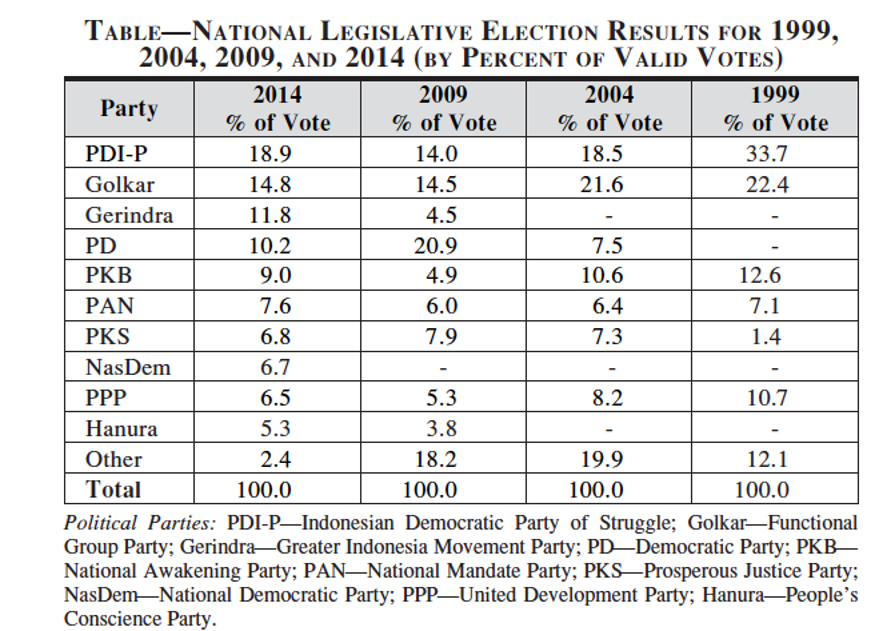 TABLE—NATIONAL LEGISLATIVE ELECTION RESULTS FOR 1999,
2004, 2009, AND 2014 (BY PERCENT OF VALID VOTES)
Party 2014 % of Vote 2009 % of Vote 2004 % of Vote 1999 % of Vote
PDI-P 18.9 14.0 18.5 33.7
Golkar 14.8 14.5 21.6 22.4
Gerindra 11.8 4.5 - -
PD 10.2 20.9 7.5 -
PKB 9.0 4.9 10.6 12.6
PAN 7.6 6.0 6.4 7.1
PKS 6.8 7.9 7.3 1.4
NasDem 6.7 - - -
PPP 6.5 5.3 8.2 10.7
Hanura 5.3 3.8 - -
Other 2.4 18.2 19.9 12.1
Total 100.0 100.0 100.0 100.0
Political Parties: PDI-P—Indonesian Democratic Party of Struggle; Golkar—Functional
Group Party; Gerindra—Greater Indonesia Movement Party; PD—Democratic Party; PKB—
National Awakening Party; PAN—National Mandate Party; PKS—Prosperous Justice Party;
NasDem—National Democratic Party; PPP—United Development Party; Hanura—People's
Conscience Party.